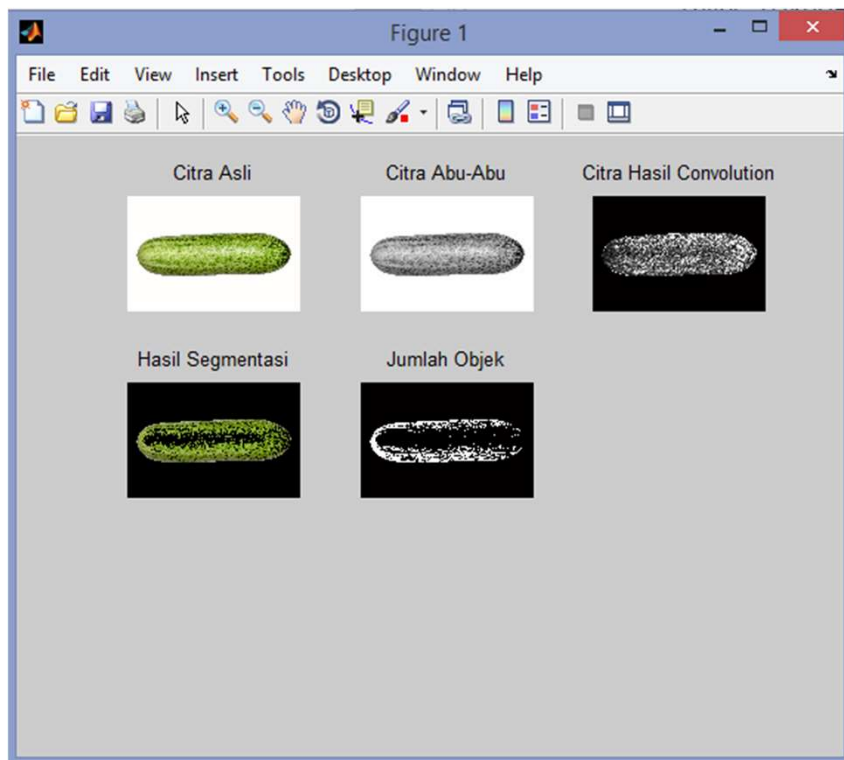 Figure 1
File Edit View Insert Tools Desktop Window Help
Citra Asli Citra Abu-Abu Citra Hasil Convolution
Hasil Segmentasi Jumlah Objek